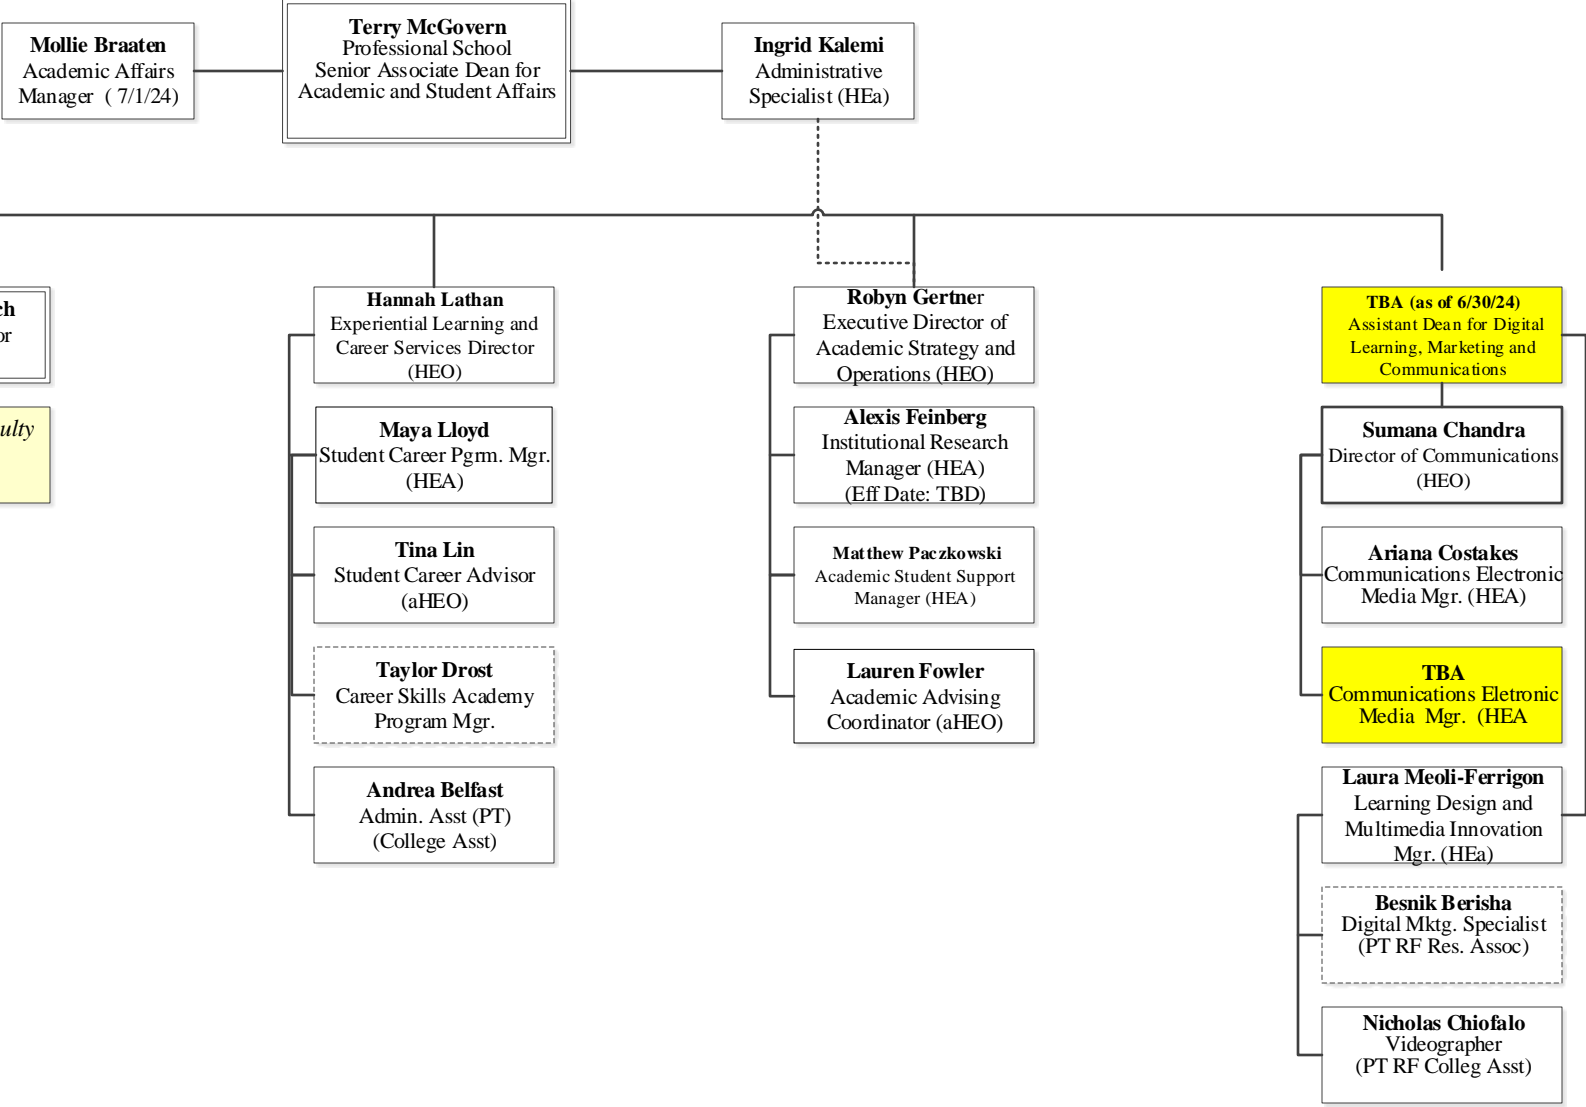 Mollie Braaten
Academic Affairs
Manager ( 7/1/24)
Terry McGovern
Professional School
Senior Associate Dean for
Academic and Student Affairs
Ingrid Kalemi
Administrative
Specialist (HEa)
Hannah Lathan
Experiential Learning and
Career Services Director
(HEO)
Maya Lloyd
Student Career Pgrm. Mgr.
(HEA)
Tina Lin
Student Career Advisor
(aHEO)
Taylor Drost
Career Skills Academy
Program Mgr.
Andrea Belfast
Admin. Asst (PT)
(College Asst)
Robyn Gertner
Executive Director of
Academic Strategy and
Operations (HEO)
Alexis Feinberg
Institutional Research
Manager (HEA)
(Eff Date: TBD)
Matthew Paczkowski
Academic Student Support
Manager (HEA)
Lauren Fowler
Academic Advising
Coordinator (aHEO)
TBA (as of 6/30/24)
Assistant Dean for Digital
Learning, Marketing and
Communications
Sumana Chandra
Director of Communications
(HEO)
Ariana Costakes
Communications Electronic
Media Mgr. (HEA)
TBA
Communications Eletronic
Media Mgr. (HEA
Laura Meoli-Ferrigon
Learning Design and
Multimedia Innovation
Mgr. (HEa)
Besnik Berisha
Digital Mktg. Specialist
(PT RF Res. Assoc)
Nicholas Chiofalo
Videographer
(PT RF Colleg Asst)